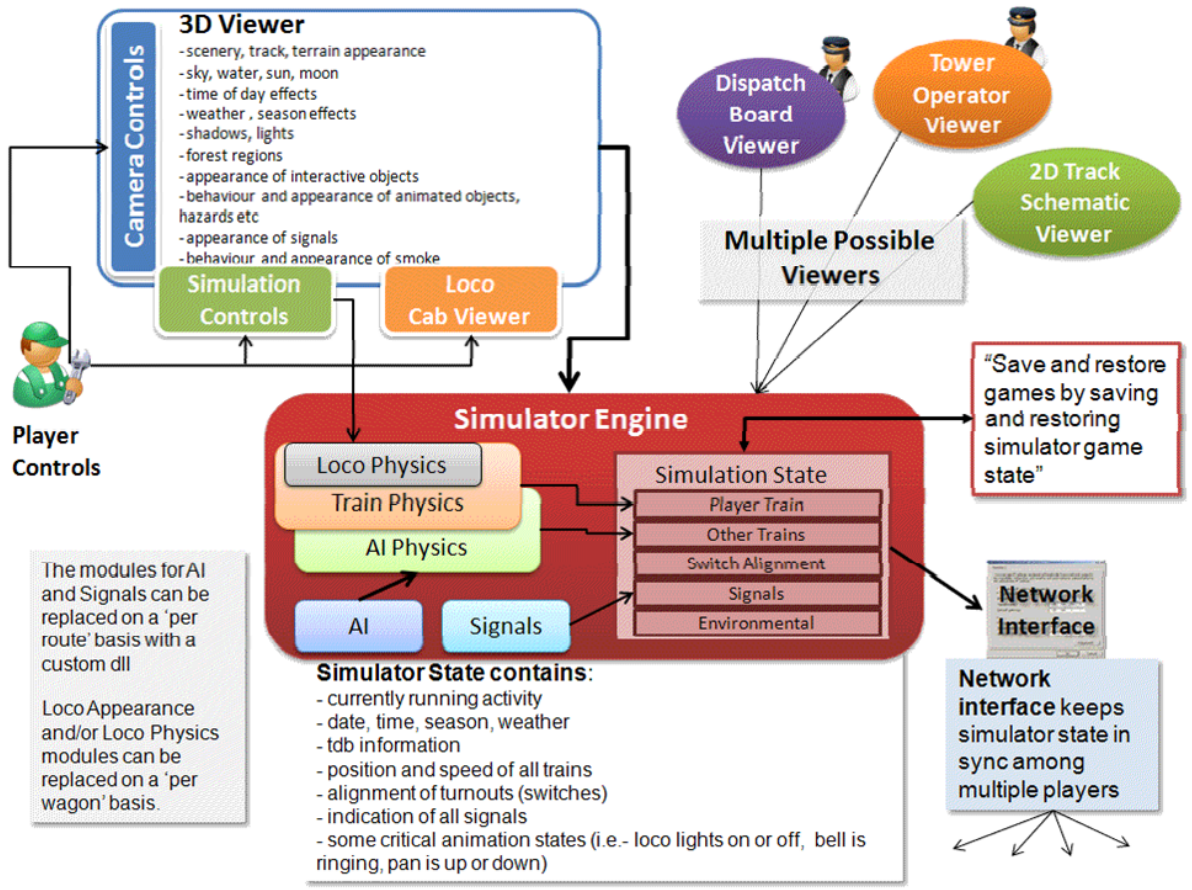 3D Viewer
- scenery, track, terrain appearance
- sky, water, sun, moon
- time of day effects
- weather , season effects
- shadows, lights
- forest regions
- appearance of interactive objects
- behaviour and appearance of animated objects,
hazards etc
- appearance of signals
- behaviour and appearance of smoke
Camera Controls
Simulation
Controls
Loco
Cab Viewer
Player
Controls
Dispatch
Board
Viewer
Tower
Operator
Viewer
2D Track
Schematic
Viewer
Multiple Possible
Viewers
“Save and restore
games by saving
and restoring
simulator game
state”
Simulator Engine
Loco Physics
Train Physics
AI Physics
AI
Signals
Simulation State
Player Train
Other Trains
Switch Alignment
Signals
Environmental
Network
Interface
Network
interface keeps
simulator state in
sync among
multiple players
The modules for AI
and Signals can be
replaced on a ‘per
route’ basis with a
custom dll
Loco Appearance
and/or Loco Physics
modules can be
replaced on a ‘per
wagon’ basis.
Simulator State contains:
- currently running activity
- date, time, season, weather
- tdb information
- position and speed of all trains
- alignment of turnouts (switches)
- indication of all signals
- some critical animation states (i.e.- loco lights on or off, bell is
ringing, pan is up or down)